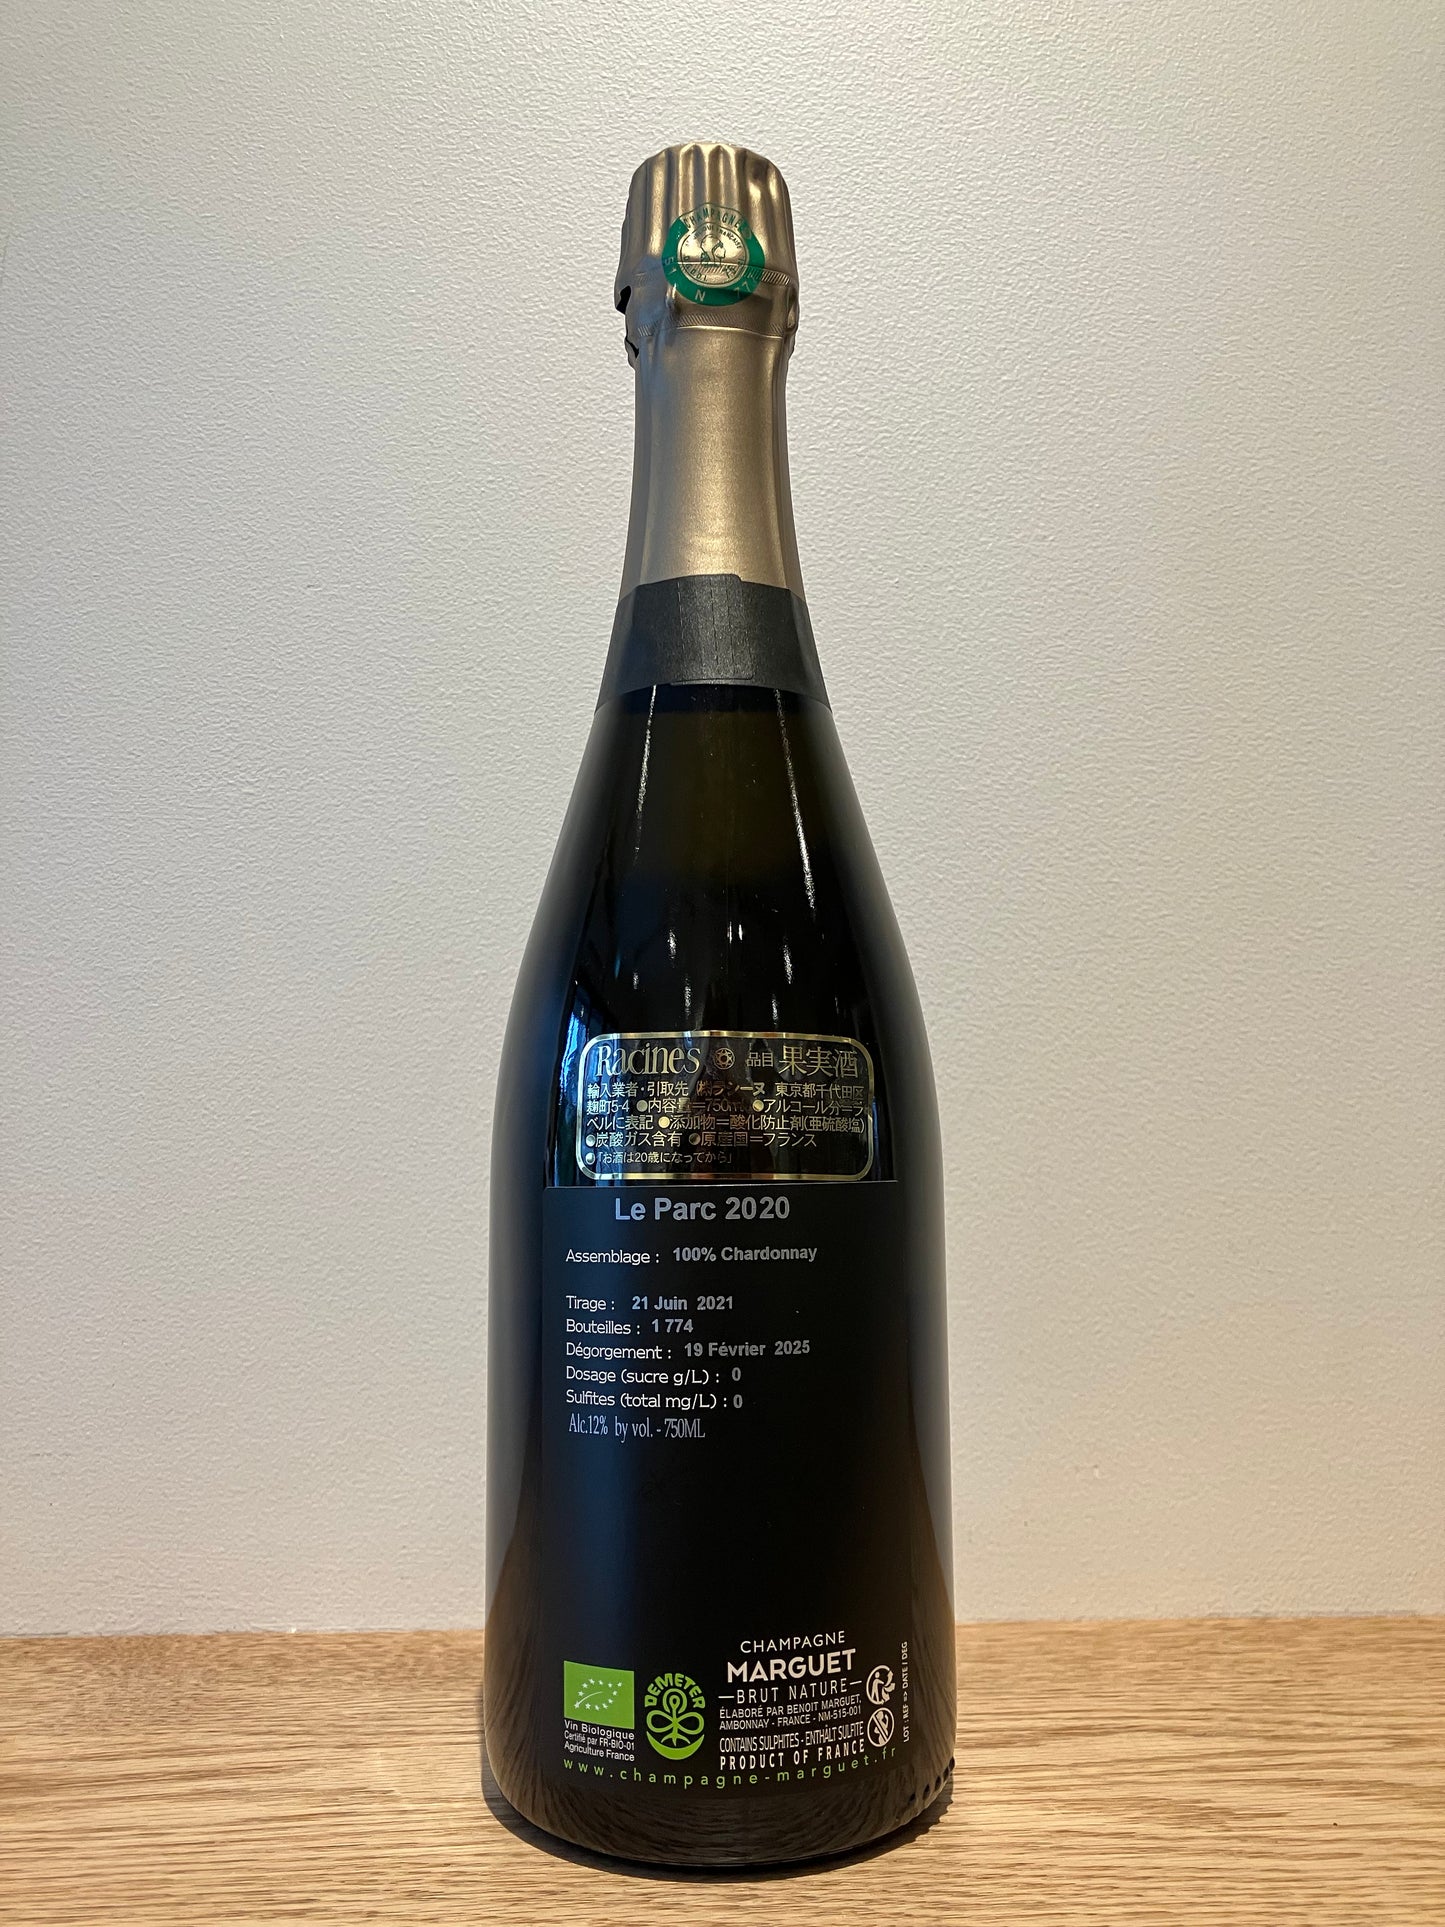 CHAMPAGNE
51 N 77
Racines 品目 果実酒
輸入業者・引取先 ㈱ラシーヌ 東京都千代田区
麹町5-4 ●内容量=750ml ●アルコール分=ラ
ベルに表記 ●添加物=酸化防止剤(亜硫酸塩)
●炭酸ガス含有 ●原産国=フランス
●「お酒は20歳になってから」
Le Parc 2020
Assemblage : 100% Chardonnay
Tirage : 21 Juin 2021
Bouteilles : 1 774
Dégorgement : 19 Février 2025
Dosage (sucre g/L) : 0
Sulfites (total mg/L) : 0
Alc.12% by vol. - 750ML
CHAMPAGNE
MARGUET
BRUT NATURE
ÉLABORÉ PAR BENOIT MARGUET,
AMBONNAY - FRANCE - NM-515-001
CONTAINS SULPHITES - ENTHÄLT SULFITE
PRODUCT OF FRANCE
LOT : REF => DATE / DEG
DEMETER
Vin Biologique
Certifié par FR-BIO-01
Agriculture France
www.champagne-marguet.fr